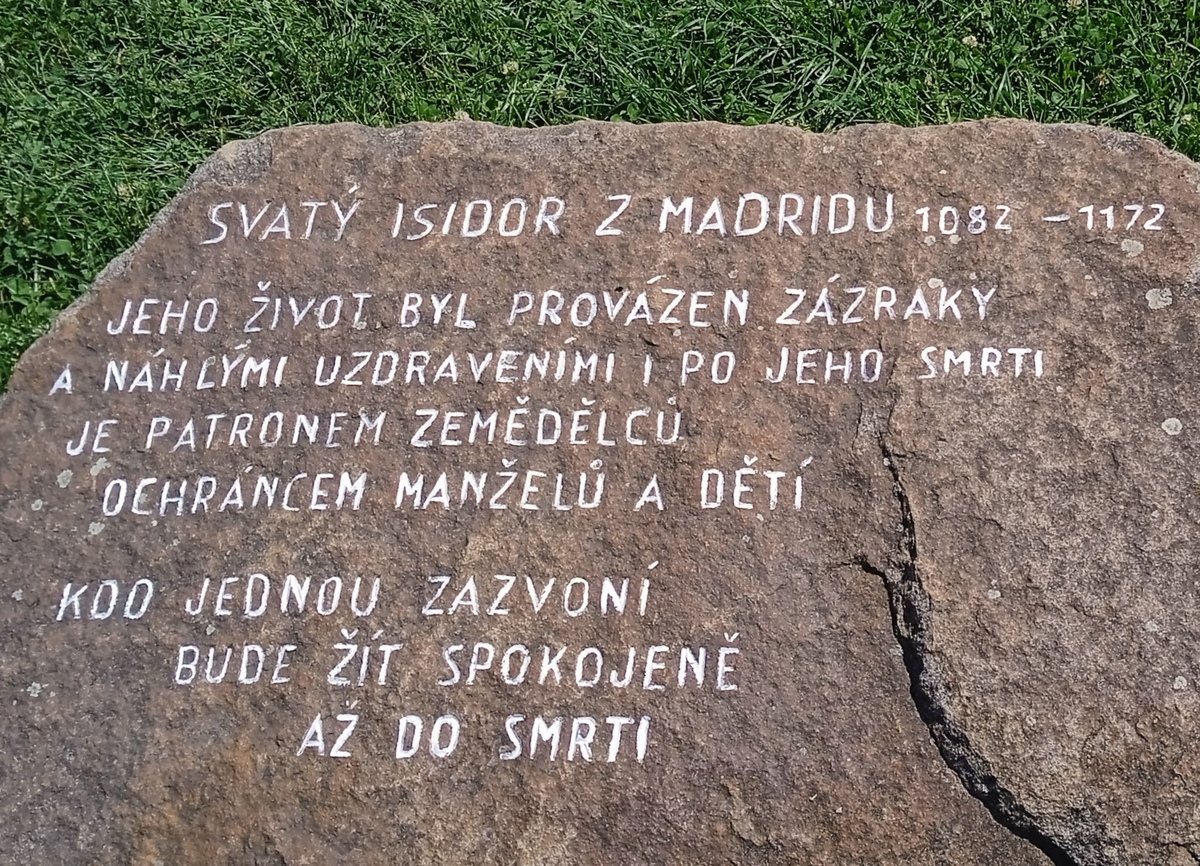 SVATÝ ISIDOR Z MADRIDU 1082 – 1172
JEHO ŽIVOT BYL PROVÁZEN ZÁZRAKY
A NÁHLÝMI UZDRAVENÍMI I PO JEHO SMRTI
JE PATRONEM ZEMĚDĚLCŮ
OCHRÁNCEM MANŽELŮ A DĚTÍ
KDO JEDNOU ZAZVONÍ
BUDE ŽÍT SPOKOJENĚ
AŽ DO SMRTI